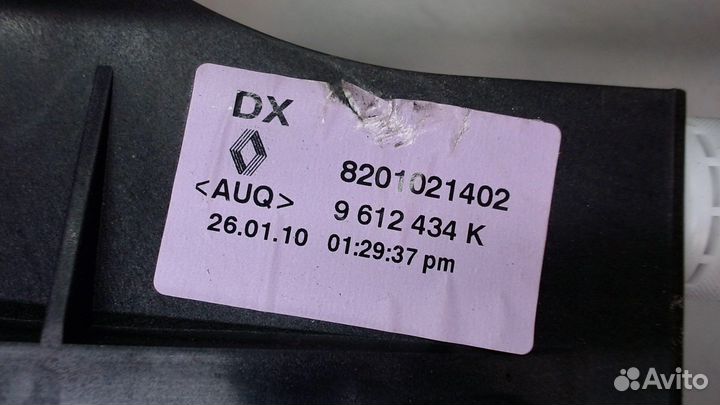 DX
8201021402
<AUQ>
9 612 434 K
26.01.10 01:29:37 pm
Avito